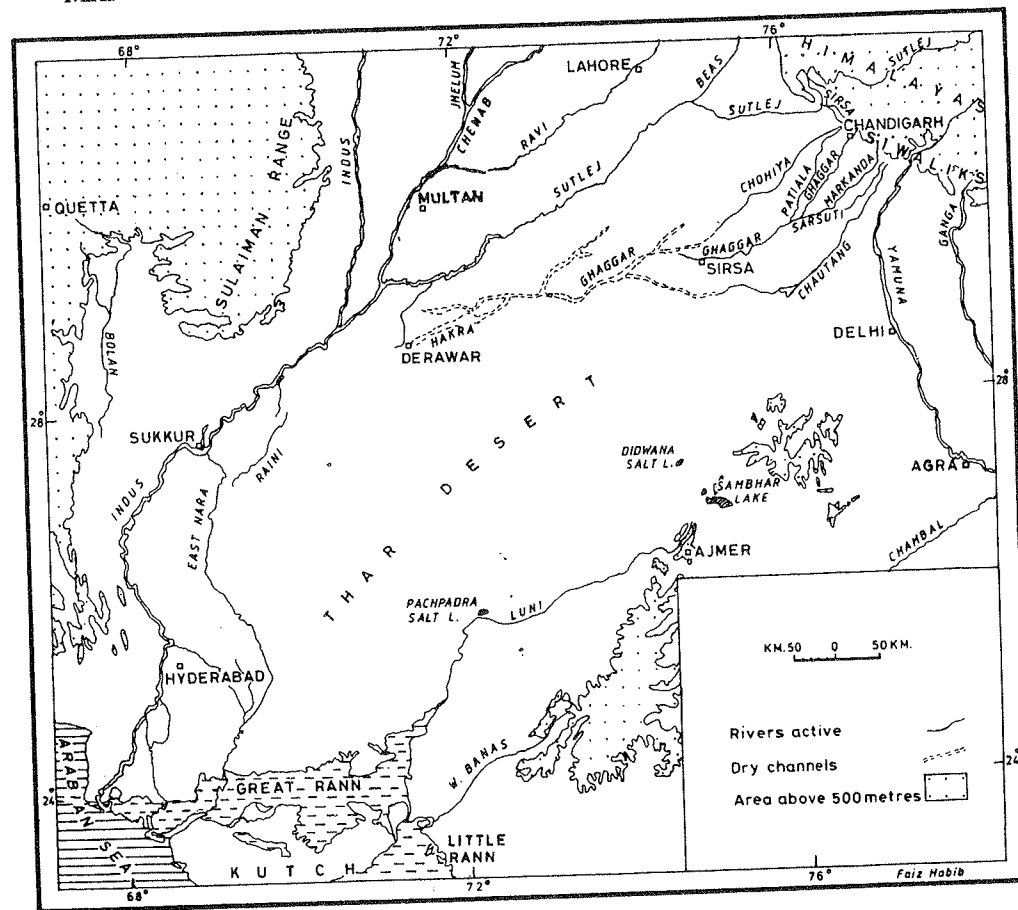 68°
72°
76°
HIMALAYAS
SUTLEJ
LAHORE
BEAS
JHELUM
CHENAB
RAVI
SUTLEJ
SIRSA
CHANDIGARH
SIWALIKS
INDUS
RANGE
SULAIMAN
QUETTA
MULTAN
SUTLEJ
CHOHIYA
PATIALA
GHAGGAR
MARKANDA
SARSUTI
GHAGGAR
SIRSA
CHAUTANG
GHAGGAR
YAMUNA
GANGA
HAKRA
DERAWAR
DELHI
BOLAN
28°
28°
THAR DESERT
SUKKUR
RAINI
INDUS
EAST NARA
DIDWANA
SALT L.
SAMBHAR
LAKE
AGRA
CHAMBAL
AJMER
PACHPADRA
SALT L.
LUNI
HYDERABAD
KM. 50 0 50 KM.
Rivers active
Dry channels
Area above 500 metres
W. BANAS
GREAT RANN
24°
24°
ARAB AN SEA
LITTLE
RANN
KUTCH
68°
72°
76°
Faiz Habib